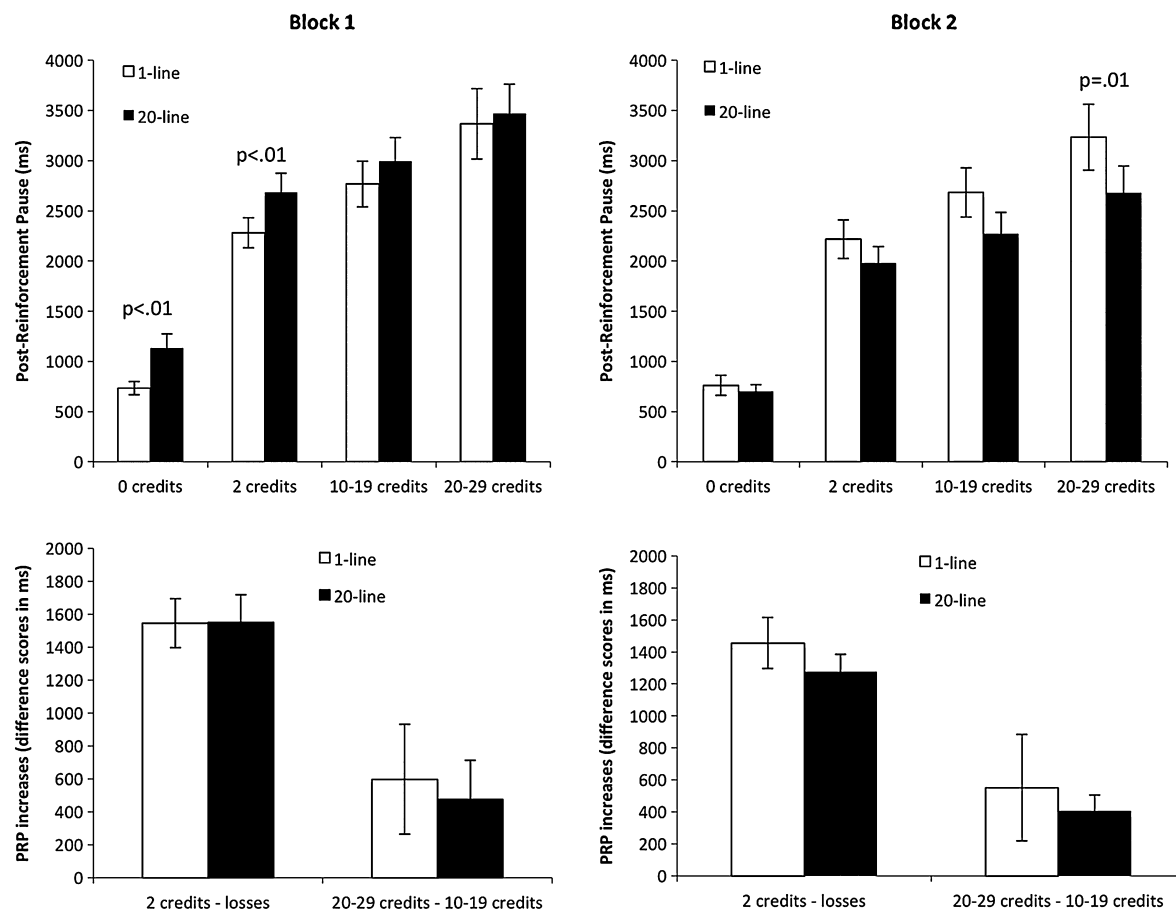 Block 1
Post-Reinforcement Pause (ms)
4000
3500
3000
2500
2000
1500
1000
500
0
1-line
20-line
p<.01
p<.01
0 credits
2 credits
10-19 credits
20-29 credits
Block 2
Post-Reinforcement Pause (ms)
4000
3500
3000
2500
2000
1500
1000
500
0
1-line
20-line
p=.01
0 credits
2 credits
10-19 credits
20-29 credits
PRP increases (difference scores in ms)
2000
1800
1600
1400
1200
1000
800
600
400
200
0
1-line
20-line
2 credits - losses
20-29 credits - 10-19 credits
PRP increases (difference scores in ms)
2000
1800
1600
1400
1200
1000
800
600
400
200
0
1-line
20-line
2 credits - losses
20-29 credits - 10-19 credits